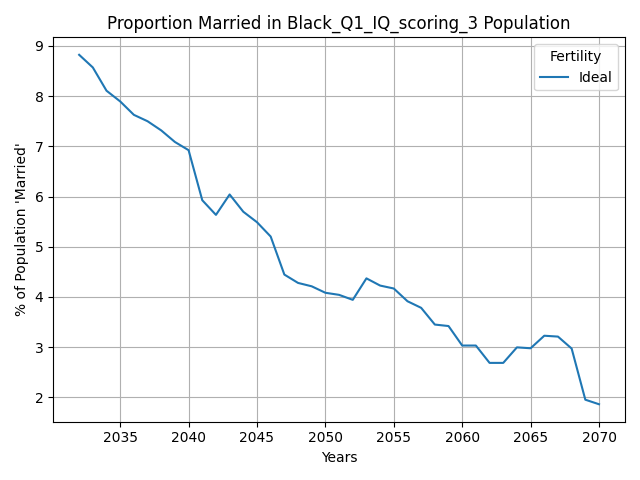 Proportion Married in Black_Q1_IQ_scoring_3 Population
Fertility
Ideal
% of Population 'Married'
9
8
7
6
5
4
3
2
2035 2040 2045 2050 2055 2060 2065 2070
Years